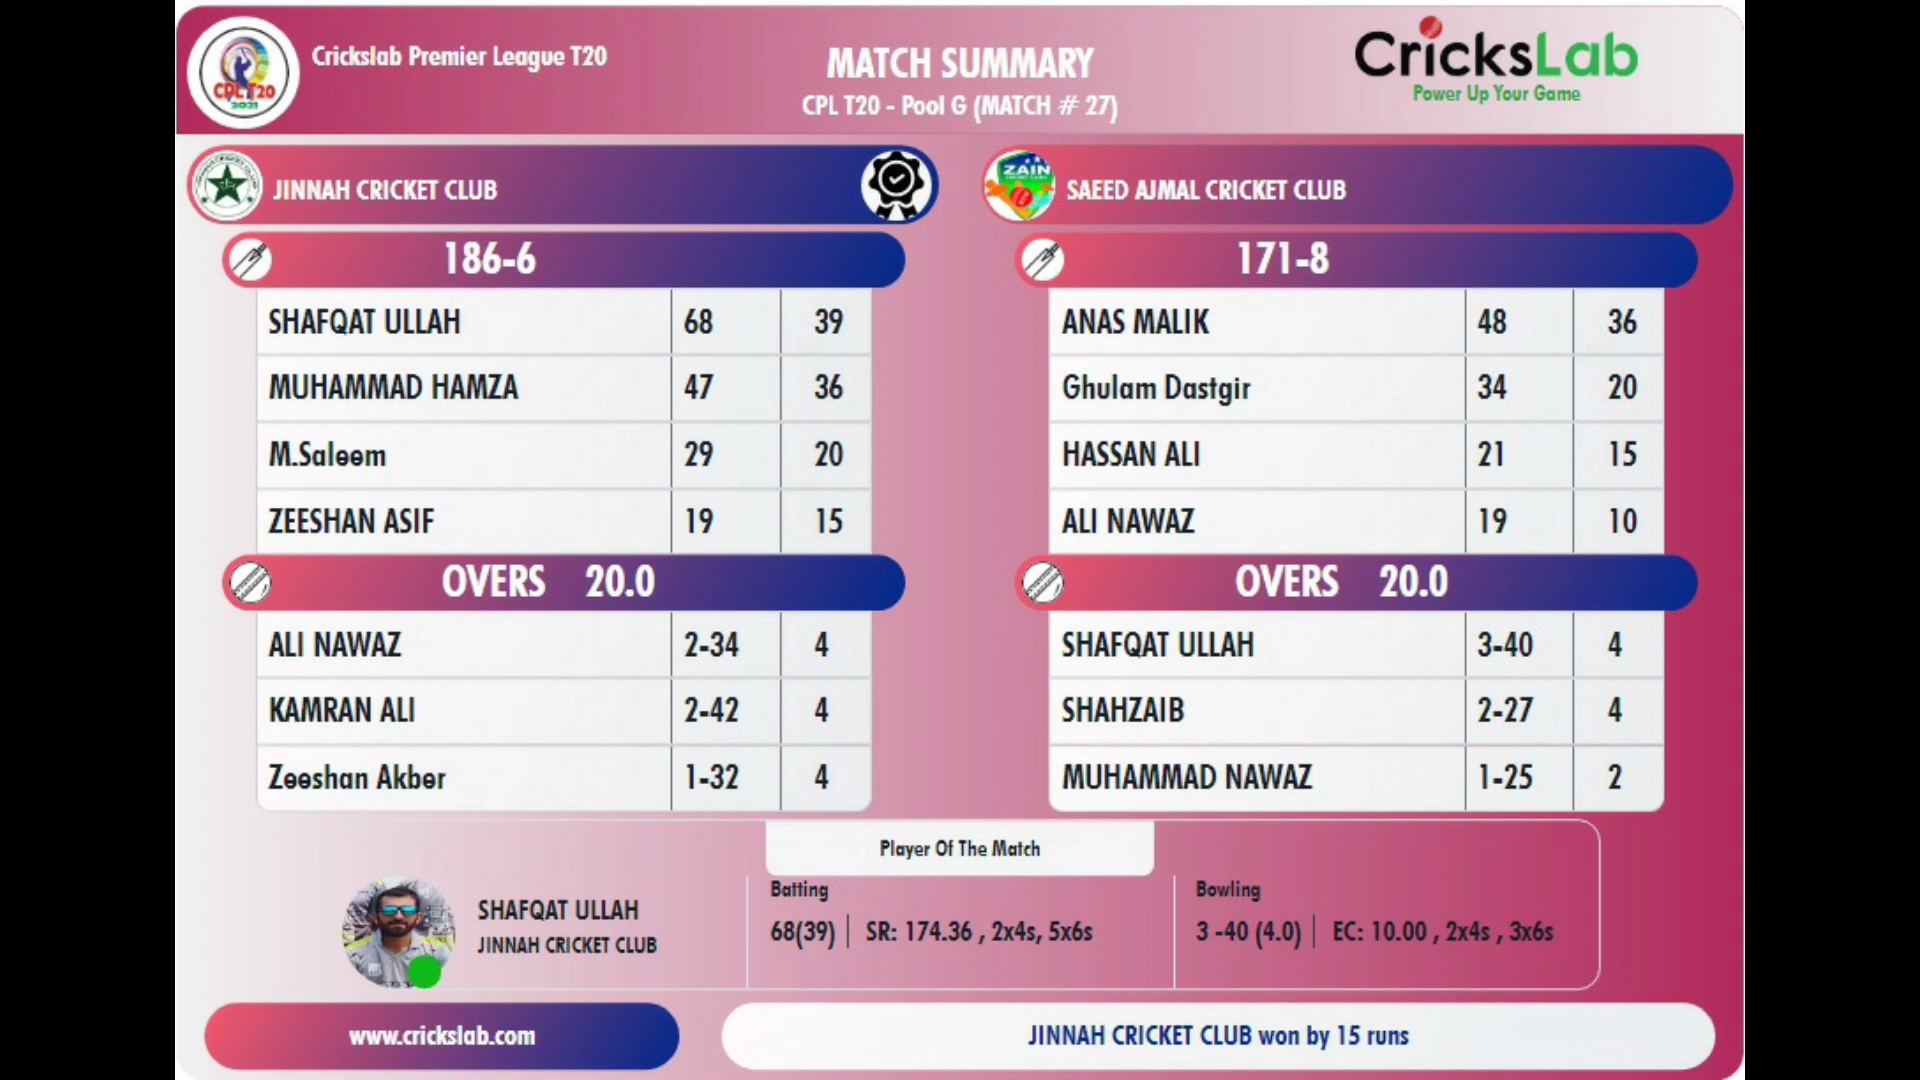 CPL T20
2021
Crickslab Premier League T20
MATCH SUMMARY
CPL T20 - Pool G (MATCH # 27)
CricksLab
Power Up Your Game
JINNAH CRICKET CLUB
186-6
SHAFQAT ULLAH 68 39
MUHAMMAD HAMZA 47 36
M.Saleem 29 20
ZEESHAN ASIF 19 15
OVERS 20.0
ALI NAWAZ 2-34 4
KAMRAN ALI 2-42 4
Zeeshan Akber 1-32 4
ZAIN
SAEED AJMAL CRICKET CLUB
171-8
ANAS MALIK 48 36
Ghulam Dastgir 34 20
HASSAN ALI 21 15
ALI NAWAZ 19 10
OVERS 20.0
SHAFQAT ULLAH 3-40 4
SHAHZAIB 2-27 4
MUHAMMAD NAWAZ 1-25 2
Player Of The Match
SHAFQAT ULLAH
JINNAH CRICKET CLUB
Batting
68(39) | SR: 174.36 , 2x4s, 5x6s
Bowling
3 -40 (4.0) | EC: 10.00 , 2x4s , 3x6s
www.crickslab.com
JINNAH CRICKET CLUB won by 15 runs